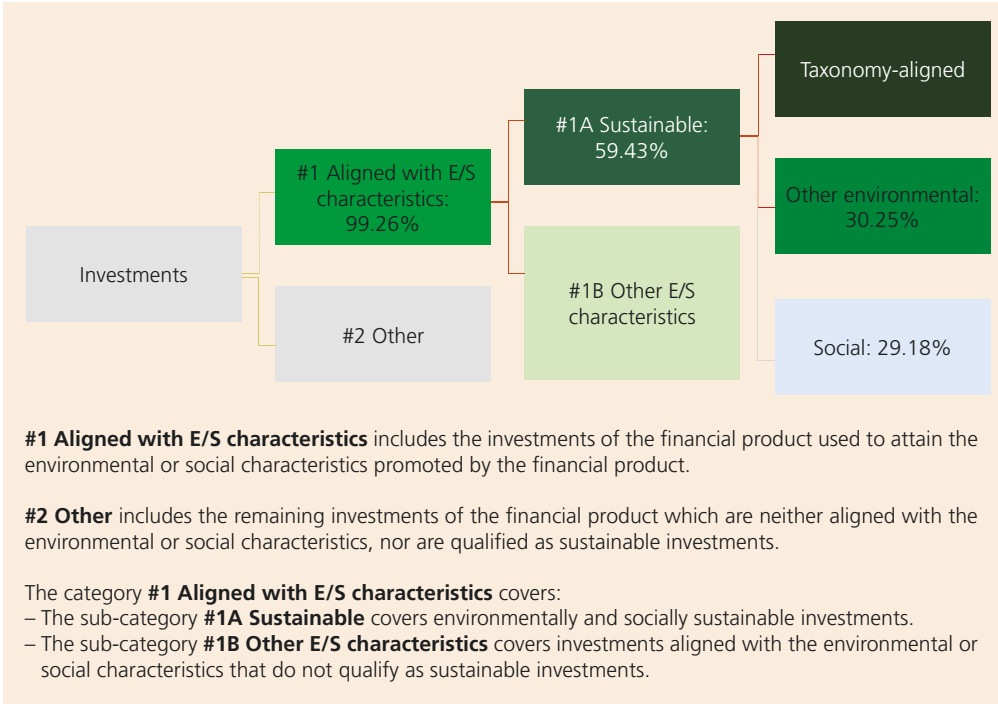 Taxonomy-aligned
#1A Sustainable:
59.43%
#1 Aligned with E/S
characteristics:
99.26%
Other environmental:
30.25%
Investments
#1B Other E/S
characteristics
#2 Other
Social: 29.18%
#1 Aligned with E/S characteristics includes the investments of the financial product used to attain the
environmental or social characteristics promoted by the financial product.
#2 Other includes the remaining investments of the financial product which are neither aligned with the
environmental or social characteristics, nor are qualified as sustainable investments.
The category #1 Aligned with E/S characteristics covers:
– The sub-category #1A Sustainable covers environmentally and socially sustainable investments.
– The sub-category #1B Other E/S characteristics covers investments aligned with the environmental or
social characteristics that do not qualify as sustainable investments.